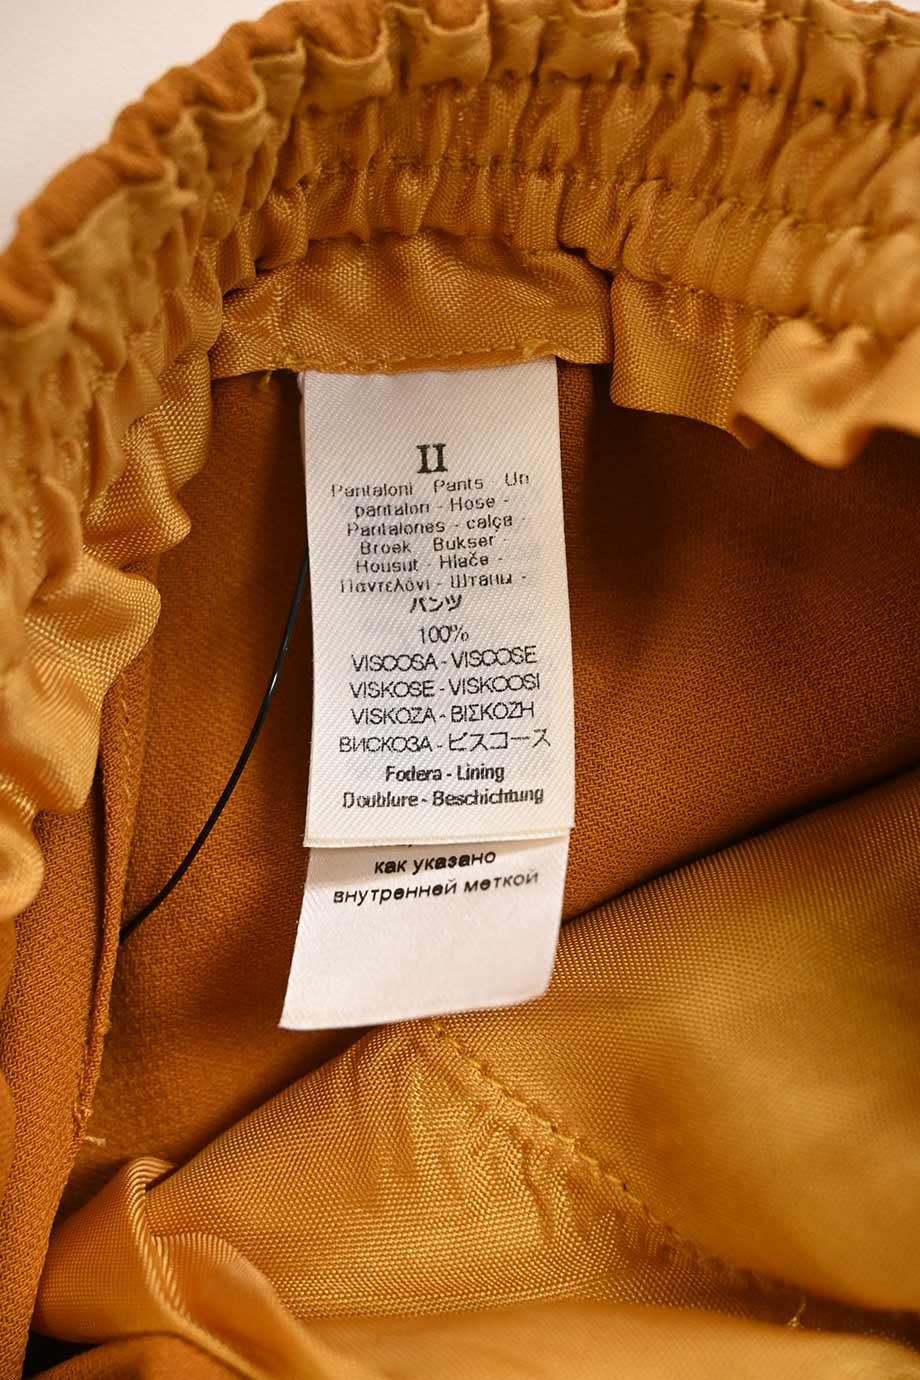 II
Pantaloni Pants - Un
pantalon - Hose -
Pantalones - calça -
Broek Bukser -
Housut - Hlače -
Παντελόνι - Штаны -
パンツ
100%
VISCOSA - VISCOSE
VISKOSE - VISKOOSI
VISKOZA - ΒΙΣΚΟΖΗ
ВИСКОЗА - ビスコース
Fodera - Lining
Doublure - Beschichtung
как указано
внутренней меткой